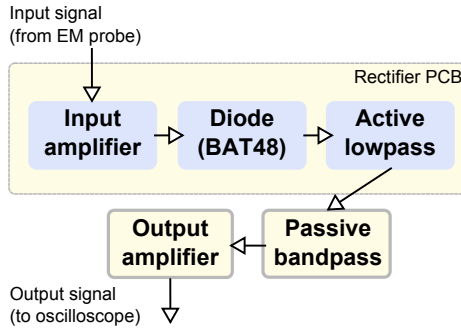 Input signal
(from EM probe)
Rectifier PCB
Input
amplifier
Diode
(BAT48)
Active
lowpass
Output
amplifier
Passive
bandpass
Output signal
(to oscilloscope)